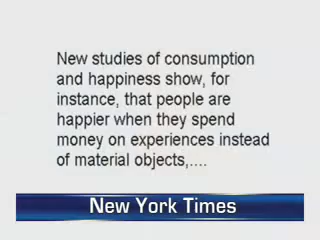 New studies of consumption
and happiness show, for
instance, that people are
happier when they spend
money on experiences instead
of material objects,....
New York Times